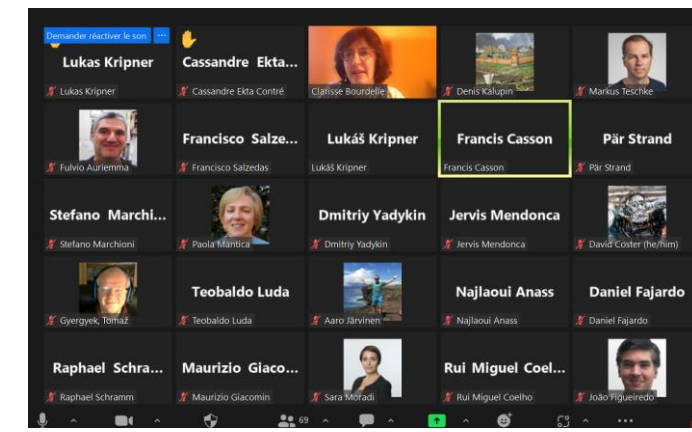 Demander réactiver le son ...
Lukas Kripner
Lukas Kripner
Cassandre Ekta...
Cassandre Ekta Contré
Clarisse Bourdelle
Denis Kalupin
Markus Teschke
Fulvio Auriemma
Francisco Salze...
Francisco Salzedas
Lukáš Kripner
Lukáš Kripner
Francis Casson
Francis Casson
Pär Strand
Pär Strand
Stefano Marchi...
Stefano Marchioni
Paola Mantica
Dmitriy Yadykin
Dmitriy Yadykin
Jervis Mendonca
Jervis Mendonca
David Coster (he/him)
Gyergyek, Tomaž
Teobaldo Luda
Teobaldo Luda
Aaro Järvinen
Najlaoui Anass
Najlaoui Anass
Daniel Fajardo
Daniel Fajardo
Raphael Schra...
Raphael Schramm
Maurizio Giaco...
Maurizio Giacomin
Sara Moradi
Rui Miguel Coel...
Rui Miguel Coelho
João Figueiredo
69